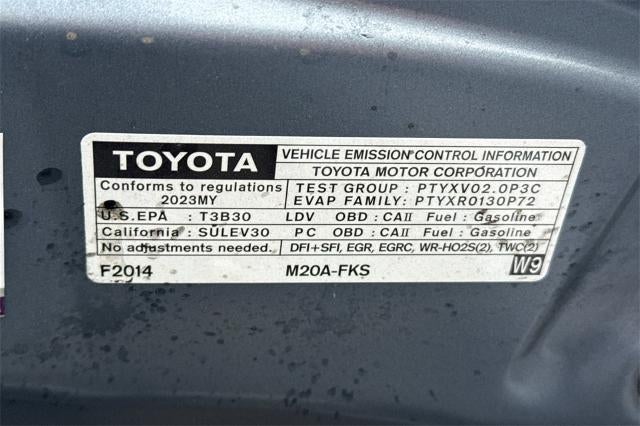 TOYOTA VEHICLE EMISSION CONTROL INFORMATION
TOYOTA MOTOR CORPORATION
Conforms to regulations TEST GROUP : PTYXV02.0P3C
2023MY EVAP FAMILY: PTYXR0130P72
U.S.EPA : T3B30 LDV OBD : CAII Fuel : Gasoline
California : SULEV30 PC OBD : CAII Fuel : Gasoline
No adjustments needed. DFI+SFI, EGR, EGRC, WR-HO2S(2), TWC(2)
F2014 M20A-FKS W9